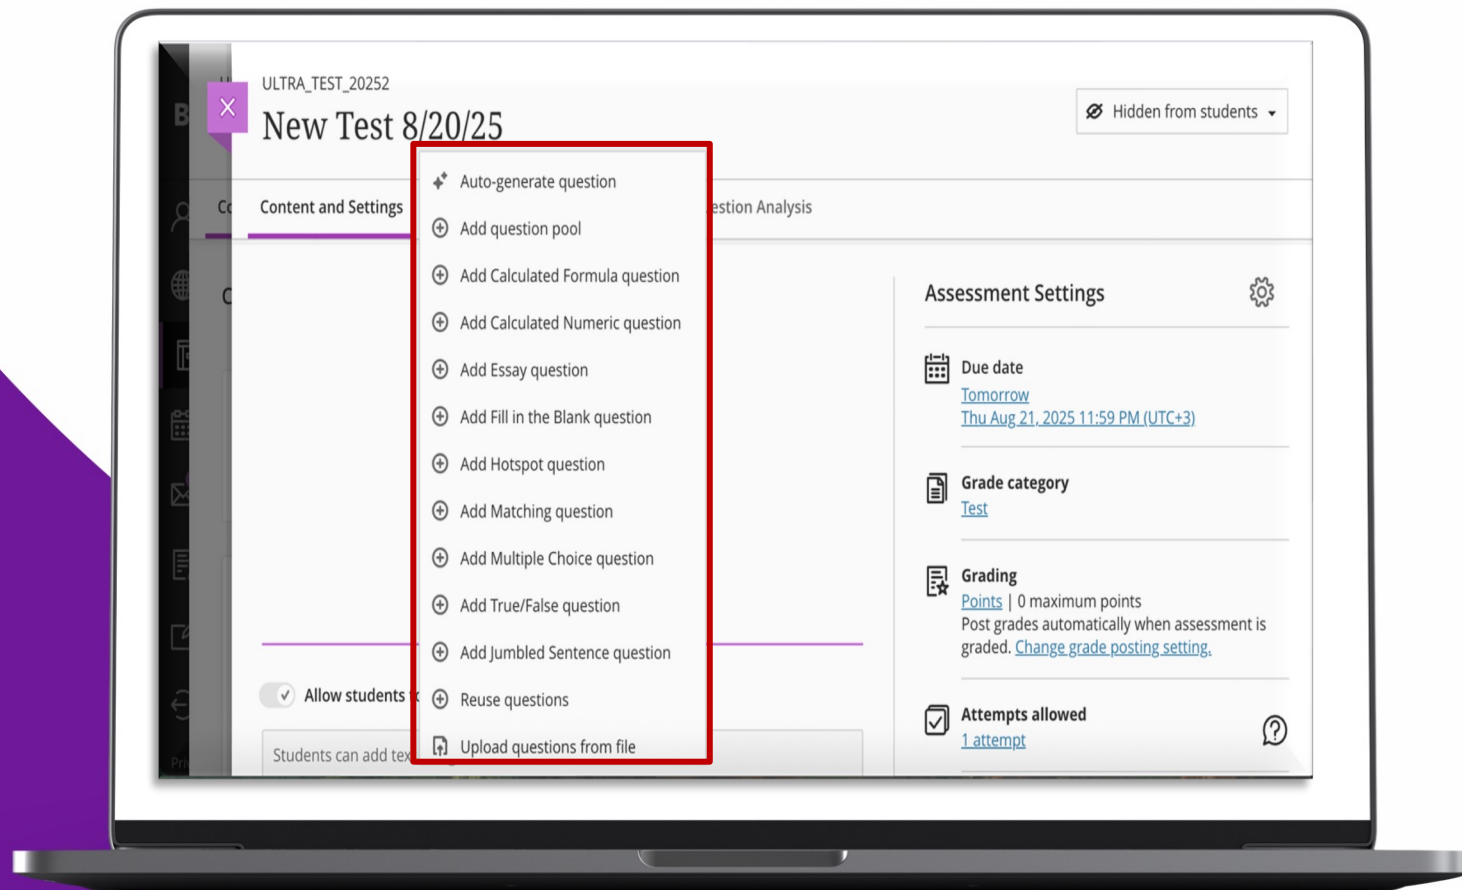 ULTRA_TEST_20252
New Test 8/20/25
Hidden from students
Content and Settings
estion Analysis
Auto-generate question
Add question pool
Add Calculated Formula question
Add Calculated Numeric question
Add Essay question
Add Fill in the Blank question
Add Hotspot question
Add Matching question
Add Multiple Choice question
Add True/False question
Add Jumbled Sentence question
Reuse questions
Upload questions from file
Allow students
Students can add
Assessment Settings
Due date
Tomorrow
Thu Aug 21, 2025 11:59 PM (UTC+3)
Grade category
Test
Grading
Points | 0 maximum points
Post grades automatically when assessment is
graded. Change grade posting setting.
Attempts allowed
1 attempt